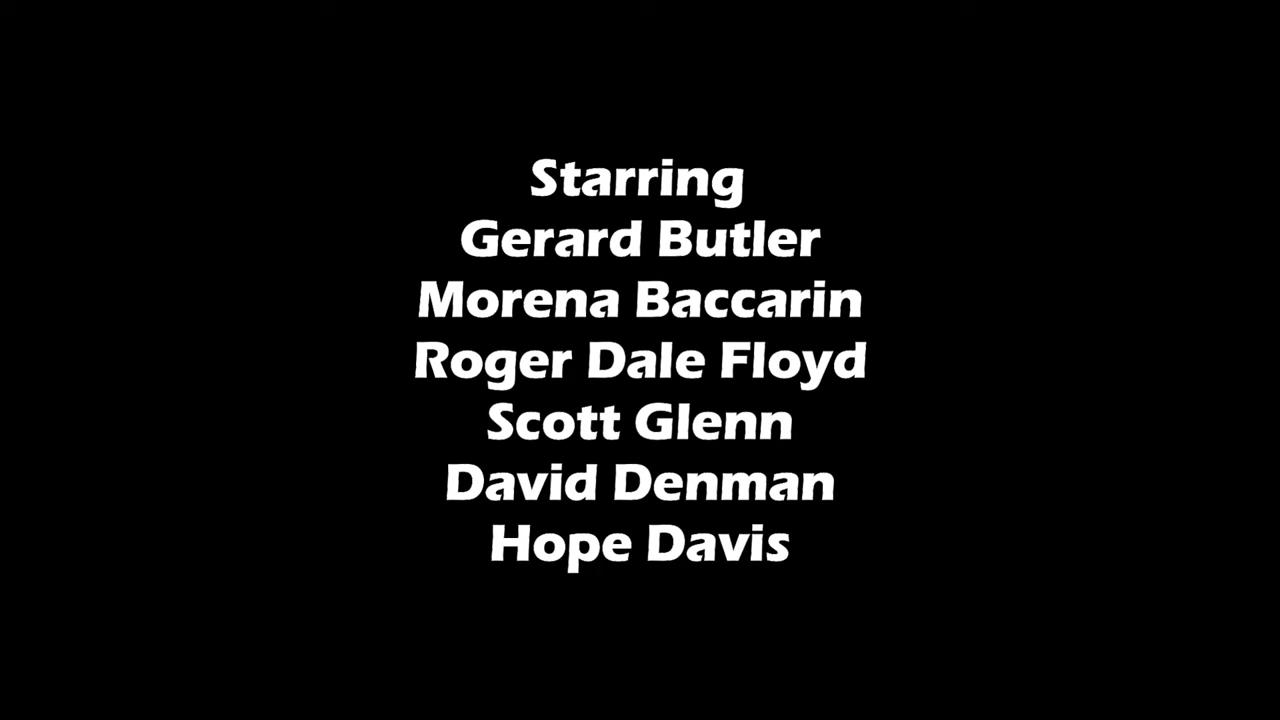 Starring
Gerard Butler
Morena Baccarin
Roger Dale Floyd
Scott Glenn
David Denman
Hope Davis